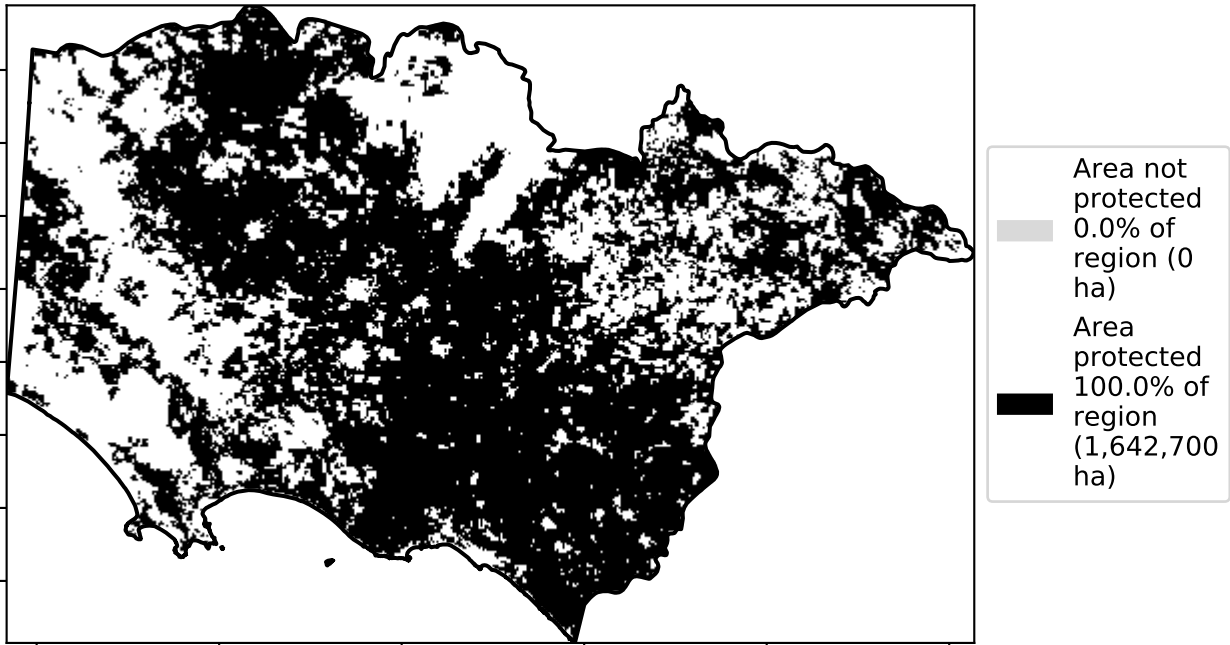 Area not
protected
0.0% of
region (0
ha)
Area
protected
100.0% of
region
(1,642,700
ha)